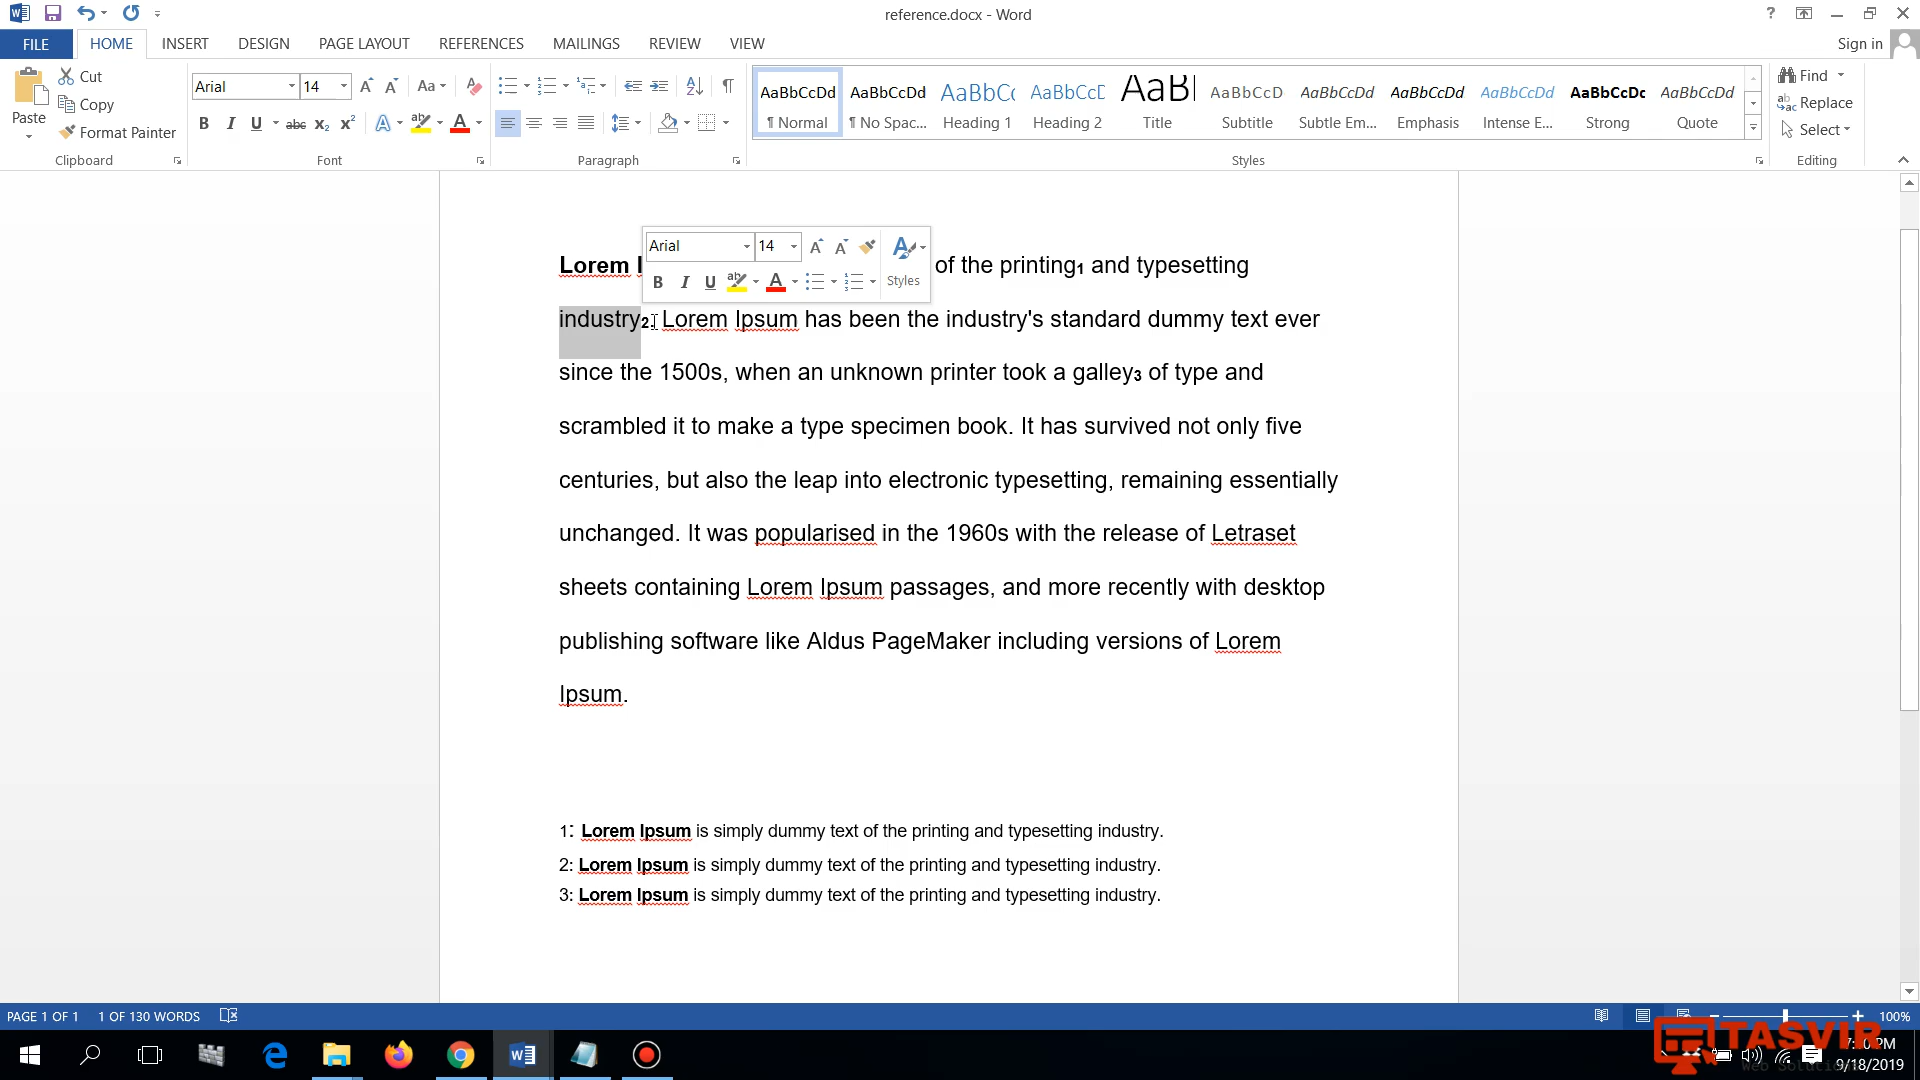 reference.docx - Word
FILE HOME INSERT DESIGN PAGE LAYOUT REFERENCES MAILINGS REVIEW VIEW Sign in
Paste Cut Copy Format Painter Clipboard
Arial 14 Aa Font
Paragraph
AaBbCcDd AaBbCcDd AaBbCc AaBbCcE AaBl AaBbCcD AaBbCcDd AaBbCcDd AaBbCcDd AaBbCcDc AaBbCcDd
¶ Normal ¶ No Spac... Heading 1 Heading 2 Title Subtitle Subtle Em... Emphasis Intense E... Strong Quote
Styles
Find Replace Select Editing
Arial 14
B I U ab A Styles
Lorem I of the printing1 and typesetting
industry2. Lorem Ipsum has been the industry's standard dummy text ever
since the 1500s, when an unknown printer took a galley3 of type and
scrambled it to make a type specimen book. It has survived not only five
centuries, but also the leap into electronic typesetting, remaining essentially
unchanged. It was popularised in the 1960s with the release of Letraset
sheets containing Lorem Ipsum passages, and more recently with desktop
publishing software like Aldus PageMaker including versions of Lorem
Ipsum.
1: Lorem Ipsum is simply dummy text of the printing and typesetting industry.
2: Lorem Ipsum is simply dummy text of the printing and typesetting industry.
3: Lorem Ipsum is simply dummy text of the printing and typesetting industry.
PAGE 1 OF 1 1 OF 130 WORDS 100%
TASVIR
PM
9/18/2019